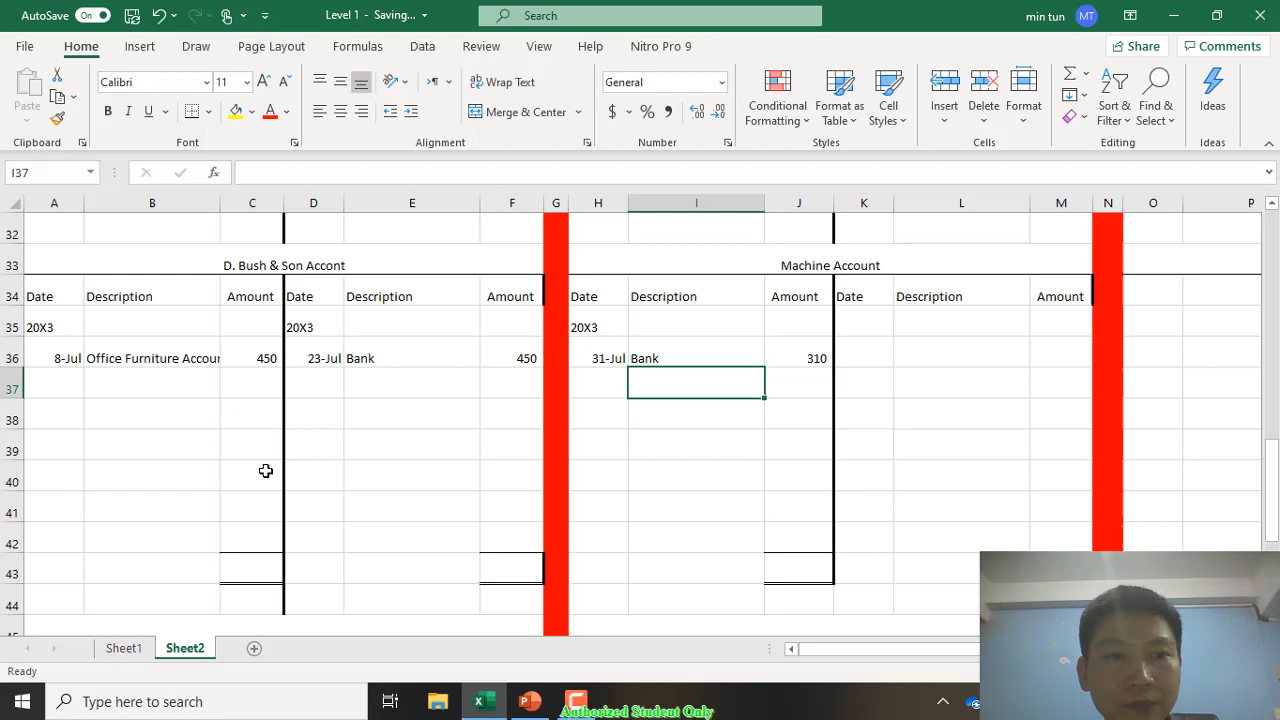 AutoSave On Level 1 - Saving... Search min tun MT
File Home Insert Draw Page Layout Formulas Data Review View Help Nitro Pro 9 Share Comments
Paste Calibri 11 Wrap Text General Conditional Formatting Format as Table Cell Styles Insert Delete Format Sort & Filter Find & Select Ideas
B I U Merge & Center $ % 9
Clipboard Font Alignment Number Styles Cells Editing Ideas
I37 fx
A B C D E F G H I J K L M N O P
32
33 D. Bush & Son Accont Machine Account
34 Date Description Amount Date Description Amount Date Description Amount Date Description Amount
35 20X3 20X3 20X3
36 8-Jul Office Furniture Accour 450 23-Jul Bank 450 31-Jul Bank 310
37
38
39
40
41
42
43
44
Sheet1 Sheet2
Ready
Type here to search
Authorized Student Only